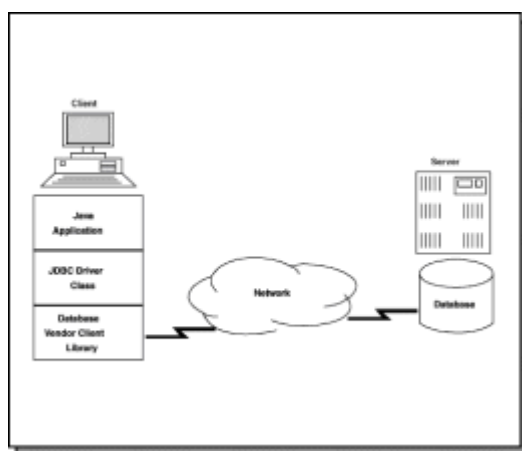 Client
Server
Java
Application
JDBC Driver
Class
Network
Database
Database
Vendor Client
Library